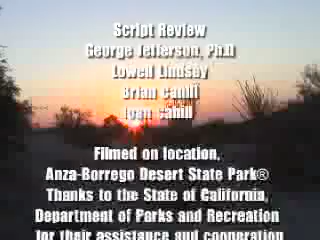 Script Review
George Jefferson, Ph.D
Lowell Lindsay
Brian Cahill
Joan Cahill
Filmed on location,
Anza-Borrego Desert State Park®
Thanks to the State of California,
Department of Parks and Recreation
for their assistance and cooperation